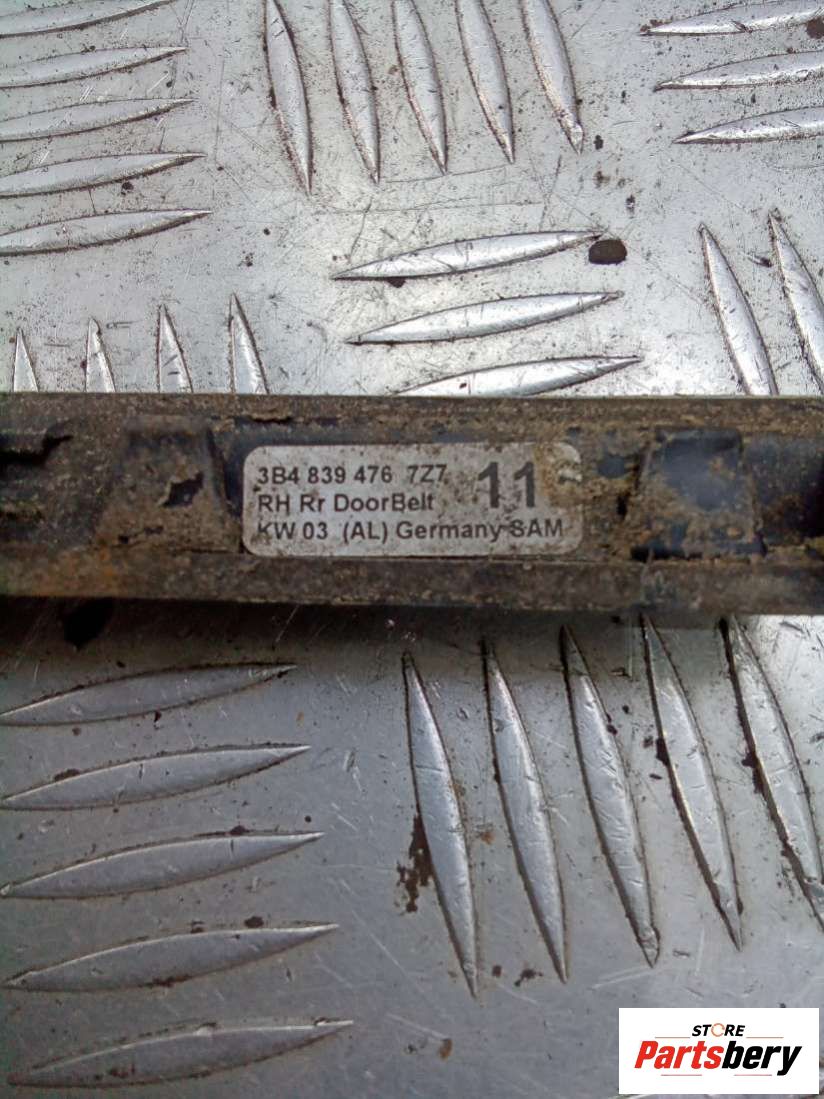 3B4 839 476 7Z7 11
RH Rr DoorBelt
KW 03 (AL) Germany SAM
STORE
Partsbery